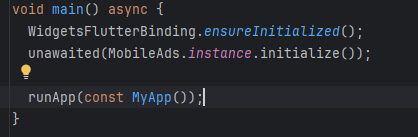 void main() async {
WidgetsFlutterBinding.ensureInitialized();
unawaited(MobileAds.instance.initialize());
runApp(const MyApp());
}